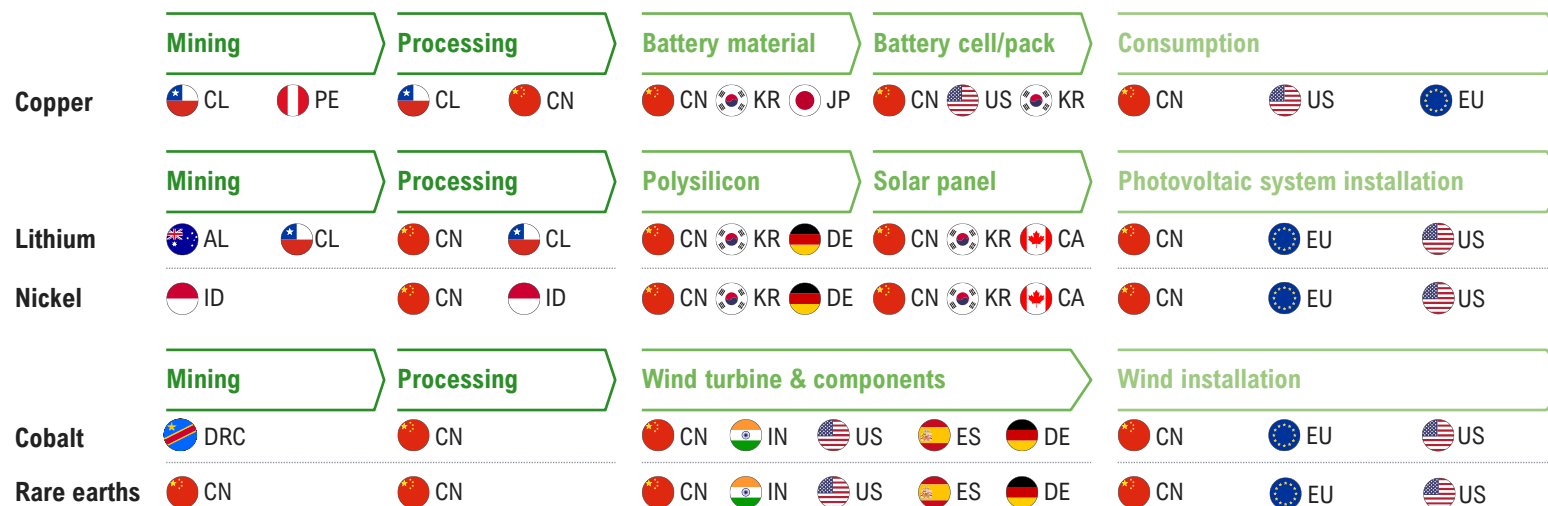 Mining Processing Battery material Battery cell/pack Consumption
Copper CL PE CL CN CN KR JP CN US KR CN US EU
Mining Processing Polysilicon Solar panel Photovoltaic system installation
Lithium AL CL CN CL CN KR DE CN KR CA CN EU US
Nickel ID CN ID CN KR DE CN KR CA CN EU US
Mining Processing Wind turbine & components Wind installation
Cobalt DRC CN CN IN US ES DE CN EU US
Rare earths CN CN CN IN US ES DE CN EU US